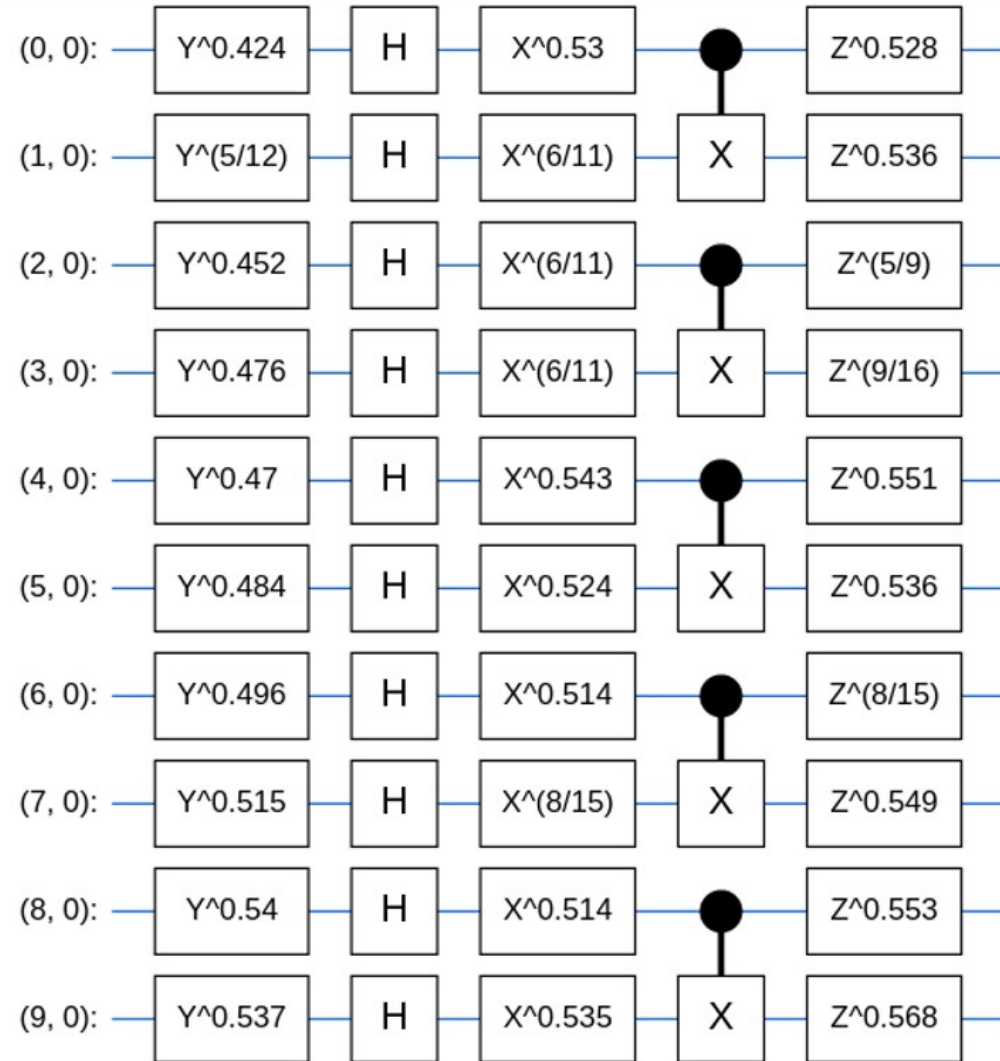 (0, 0): Y^0.424 H X^0.53 Z^0.528
(1, 0): Y^(5/12) H X^(6/11) X Z^0.536
(2, 0): Y^0.452 H X^(6/11) Z^(5/9)
(3, 0): Y^0.476 H X^(6/11) X Z^(9/16)
(4, 0): Y^0.47 H X^0.543 Z^0.551
(5, 0): Y^0.484 H X^0.524 X Z^0.536
(6, 0): Y^0.496 H X^0.514 Z^(8/15)
(7, 0): Y^0.515 H X^(8/15) X Z^0.549
(8, 0): Y^0.54 H X^0.514 Z^0.553
(9, 0): Y^0.537 H X^0.535 X Z^0.568